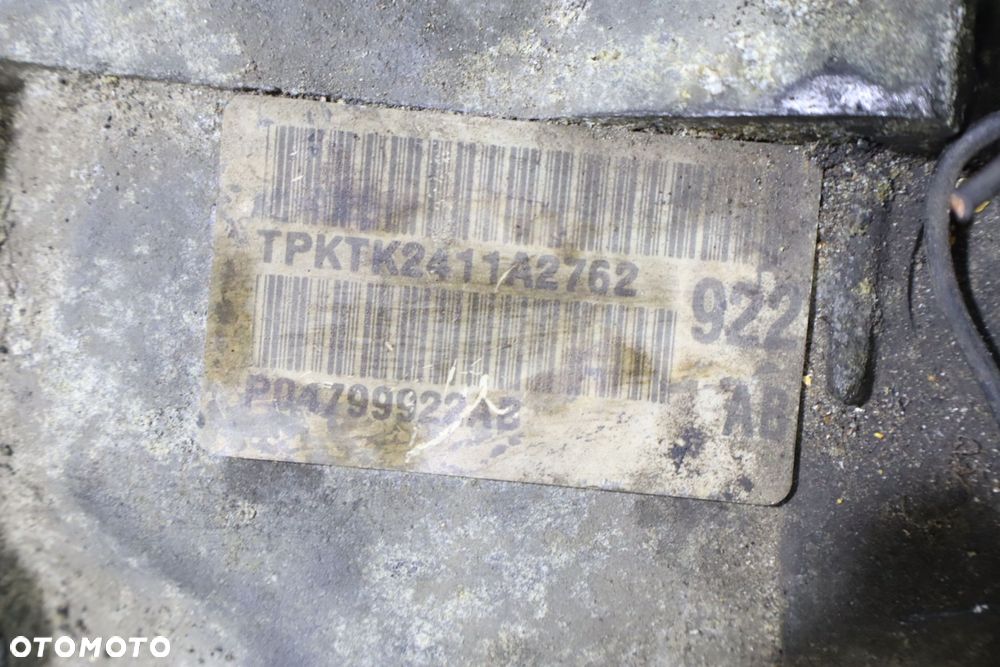 TPKTK2411A2762
922
P04799922AB
AB
OTOMOTO